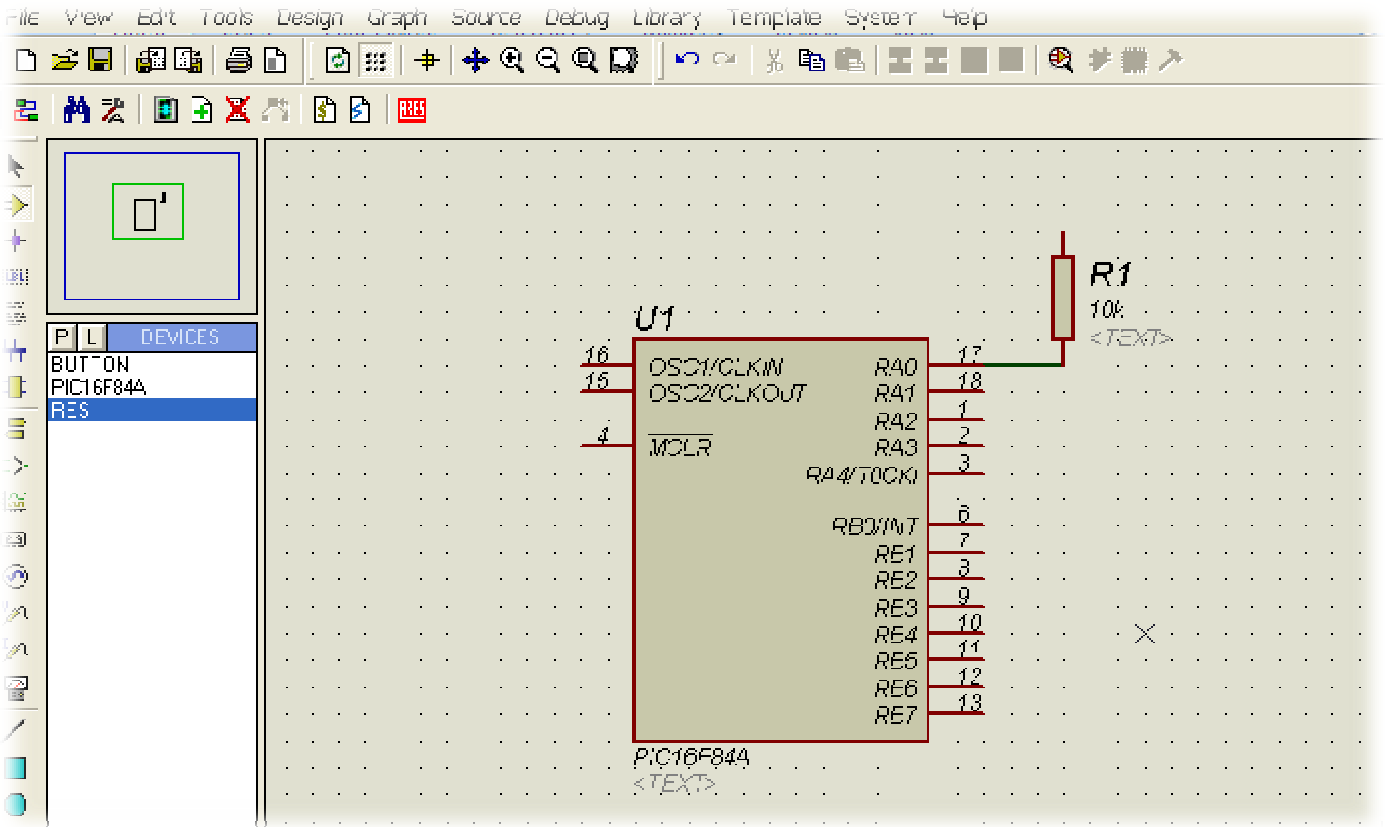 File View Edit Tools Design Graph Source Debug Library Template System Help
LBL
ARES
P L DEVICES
BUTTON
PIC16F84A
RES
R1
10k
<TEXT>
U1
16 OSC1/CLKIN RA0 17
15 OSC2/CLKOUT RA1 18
RA2 1
4 MCLR RA3 2
RA4/T0CKI 3
RB0/INT 6
RB1 7
RB2 8
RB3 9
RB4 10
RB5 11
RB6 12
RB7 13
PIC16F84A
<TEXT>